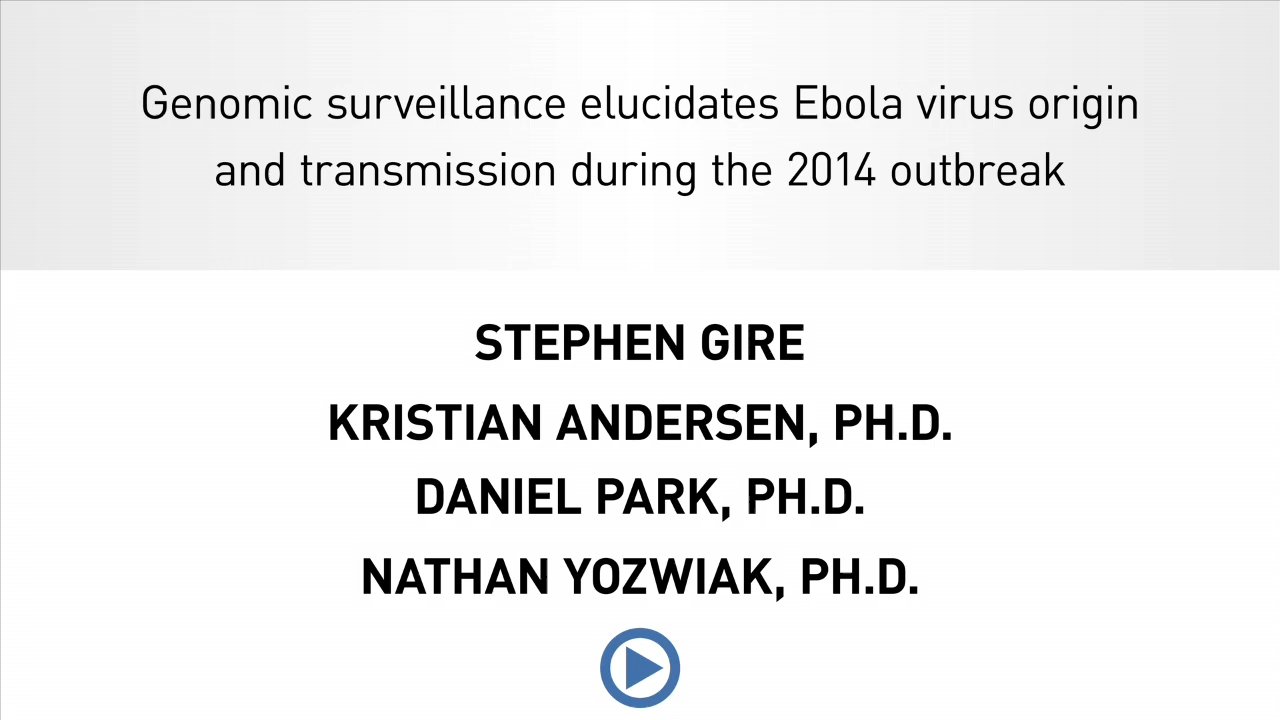 Genomic surveillance elucidates Ebola virus origin
and transmission during the 2014 outbreak
STEPHEN GIRE
KRISTIAN ANDERSEN, PH.D.
DANIEL PARK, PH.D.
NATHAN YOZWIAK, PH.D.